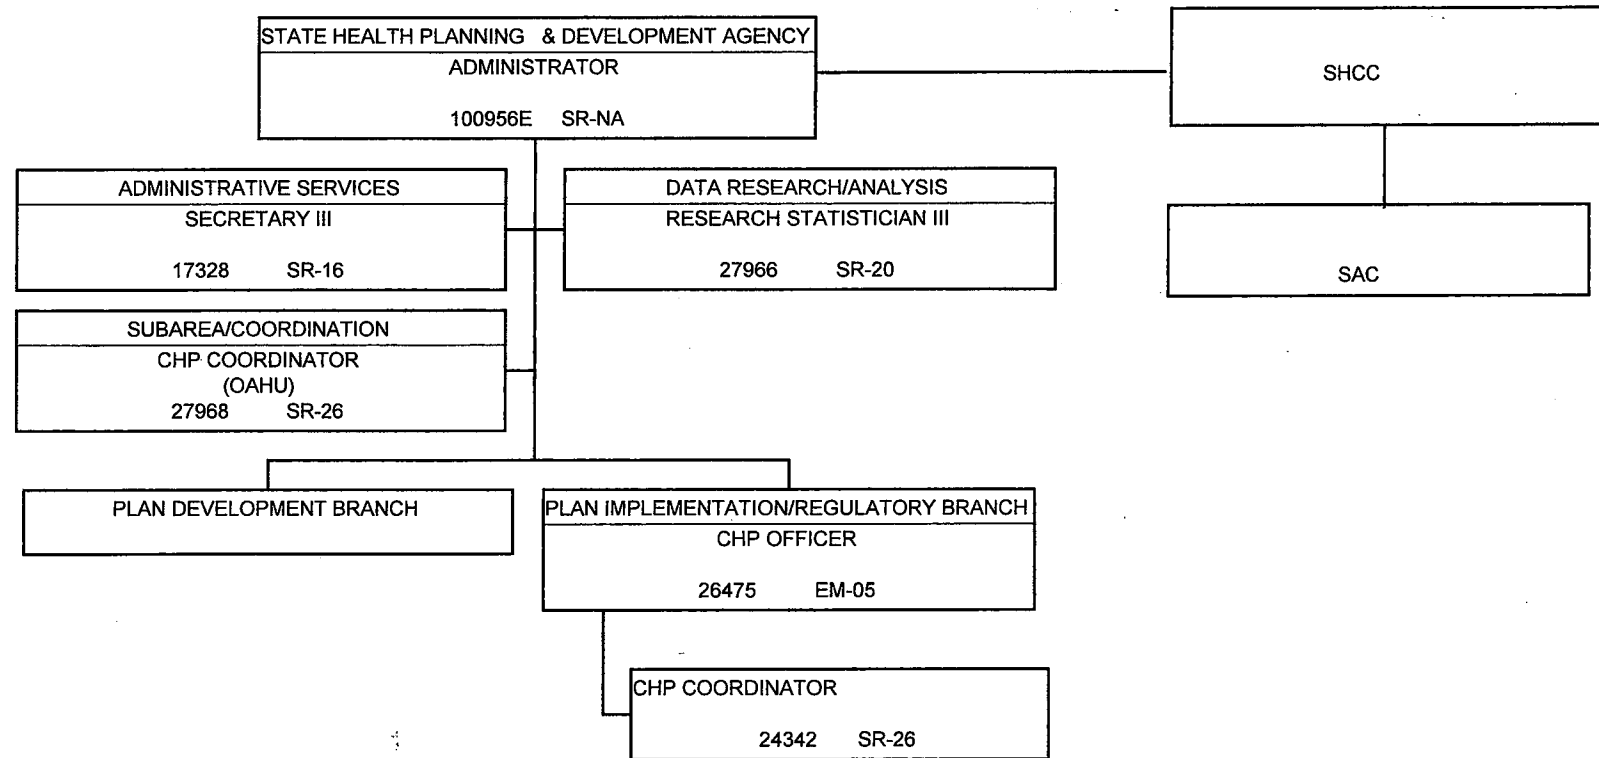 STATE HEALTH PLANNING & DEVELOPMENT AGENCY
ADMINISTRATOR
100956E SR-NA
SHCC
SAC
ADMINISTRATIVE SERVICES
SECRETARY III
17328 SR-16
DATA RESEARCH/ANALYSIS
RESEARCH STATISTICIAN III
27966 SR-20
SUBAREA/COORDINATION
CHP COORDINATOR
(OAHU)
27968 SR-26
PLAN DEVELOPMENT BRANCH
PLAN IMPLEMENTATION/REGULATORY BRANCH
CHP OFFICER
26475 EM-05
CHP COORDINATOR
24342 SR-26